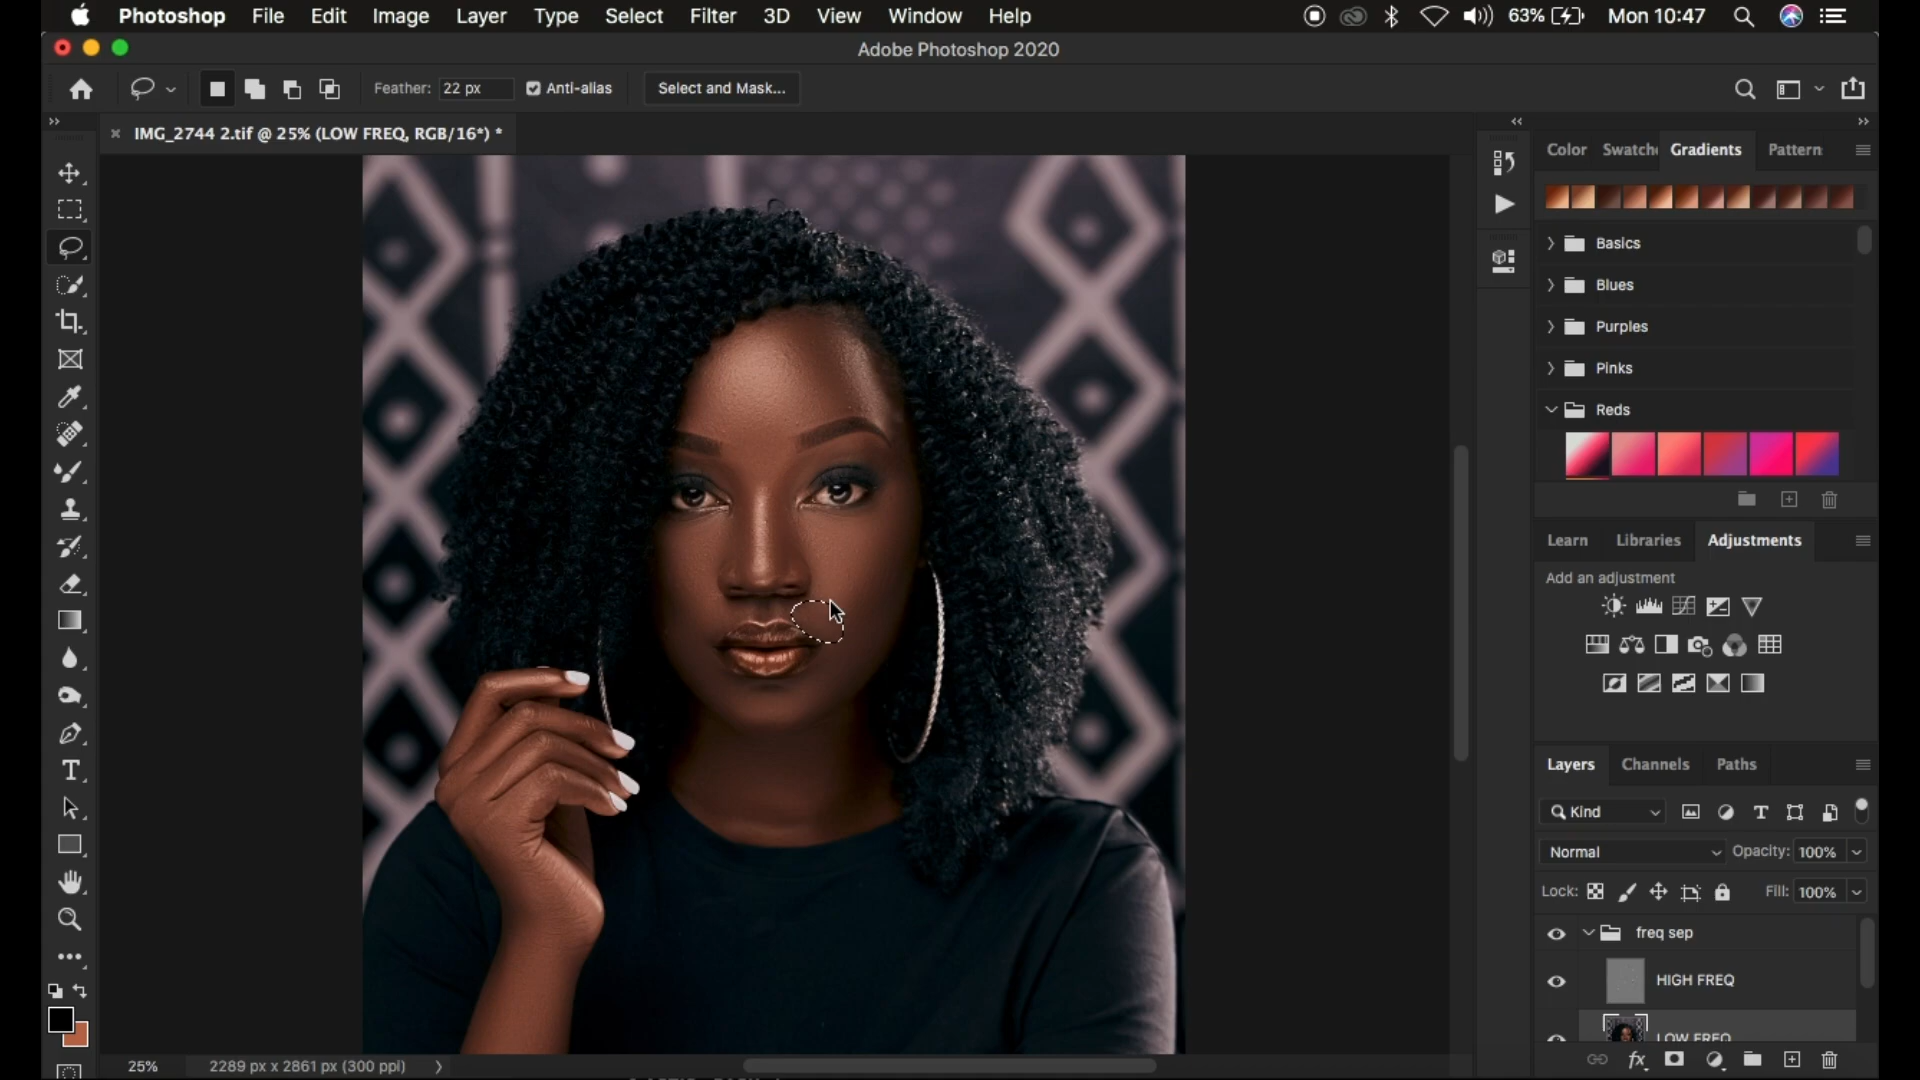 Photoshop File Edit Image Layer Type Select Filter 3D View Window Help 63% Mon 10:47
Adobe Photoshop 2020
Feather: 22 px Anti-alias Select and Mask...
IMG_2744 2.tif @ 25% (LOW FREQ, RGB/16*) *
Color Swatche Gradients Pattern
Basics
Blues
Purples
Pinks
Reds
Learn Libraries Adjustments
Add an adjustment
Layers Channels Paths
Kind
Normal Opacity: 100%
Lock: Fill: 100%
freq sep
HIGH FREQ
LOW FREQ
25% 2289 px x 2861 px (300 ppi)